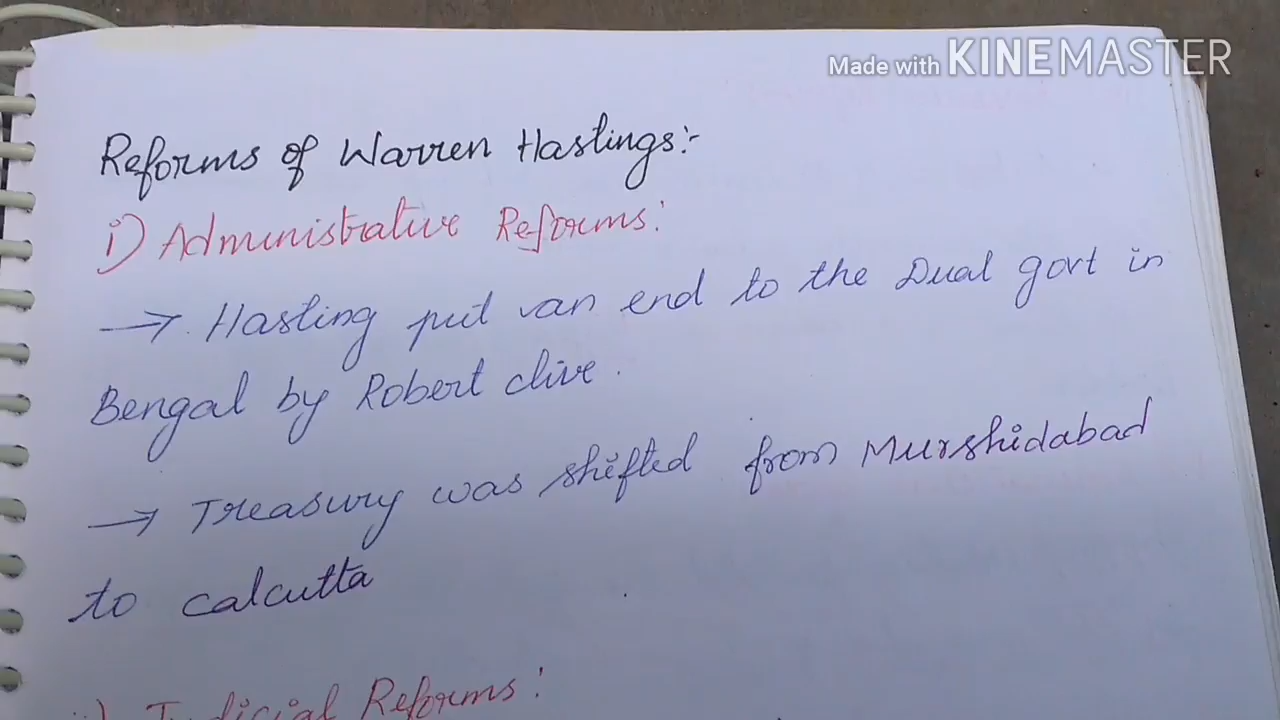 Made with KINEMASTER
Reforms of Warren Hastings:-
i) Administrative Reforms:
→ Hasting put an end to the Dual govt in
Bengal by Robert clive.
→ Treasury was shifted from Murshidabad
to calcutta
ii) Judicial Reforms: